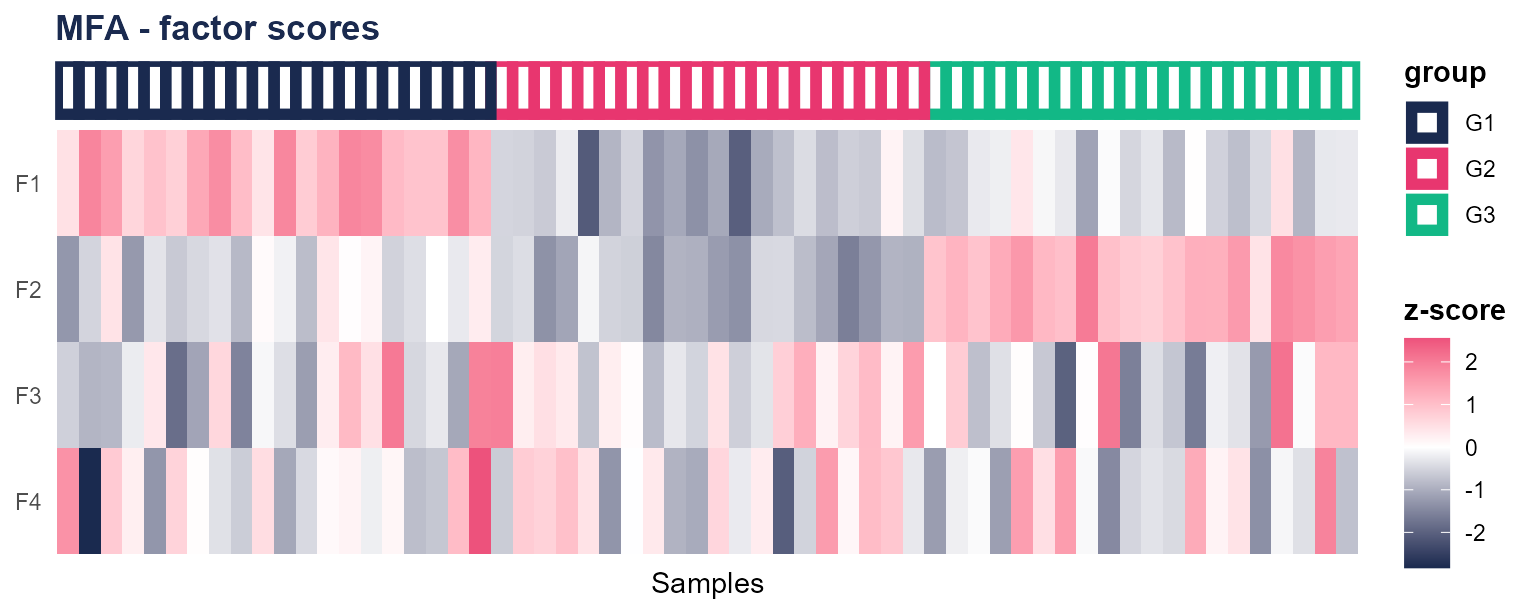 MFA - factor scores
group
G1
G2
G3
F1
F2
F3
F4
z-score
2
1
0
-1
-2
Samples